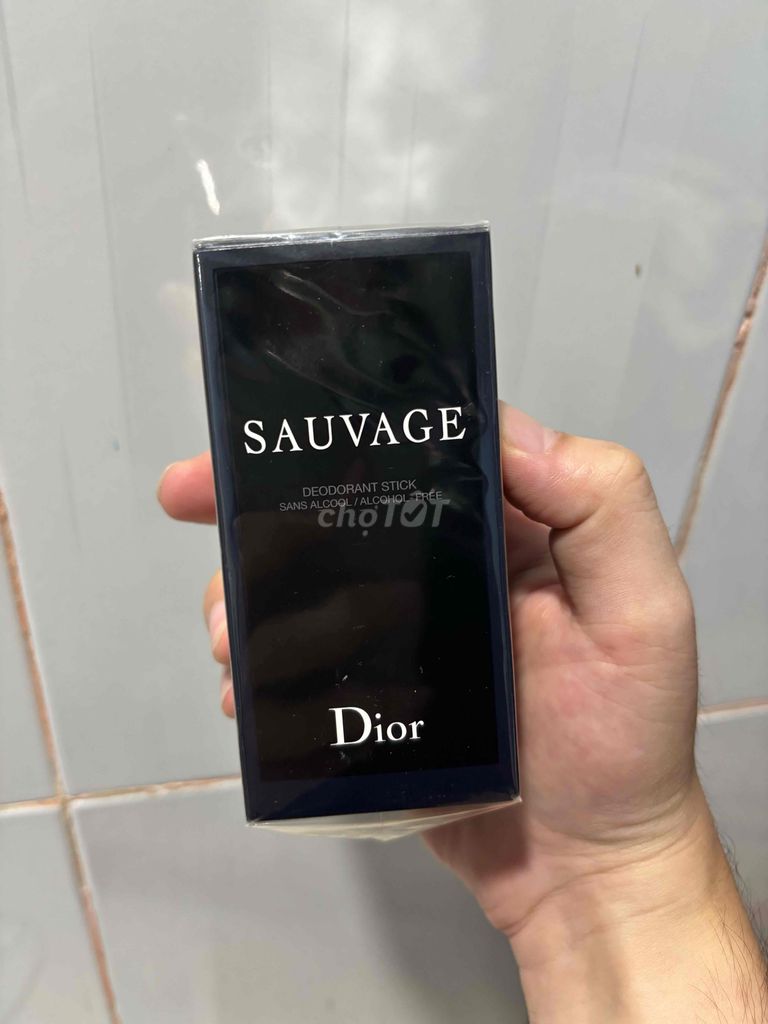 SAUVAGE
DEODORANT STICK
SANS ALCOOL / ALCOHOL-FREE
chợTỐT
Dior